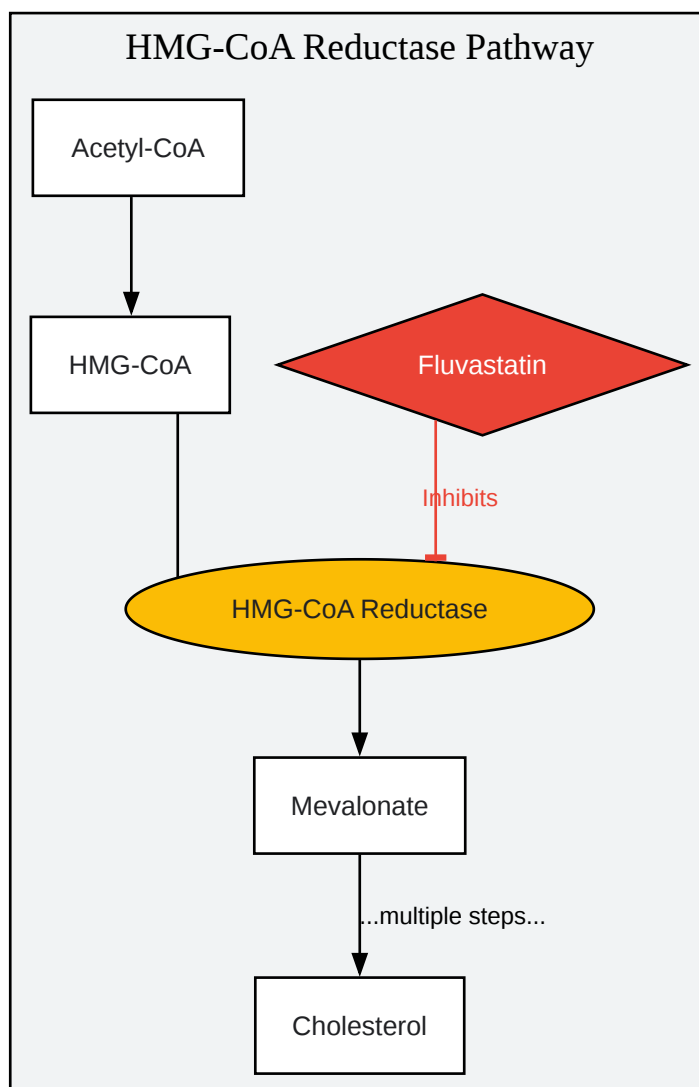 HMG-CoA Reductase Pathway
Acetyl-CoA
HMG-CoA
Fluvastatin
Inhibits
HMG-CoA Reductase
Mevalonate
...multiple steps...
Cholesterol